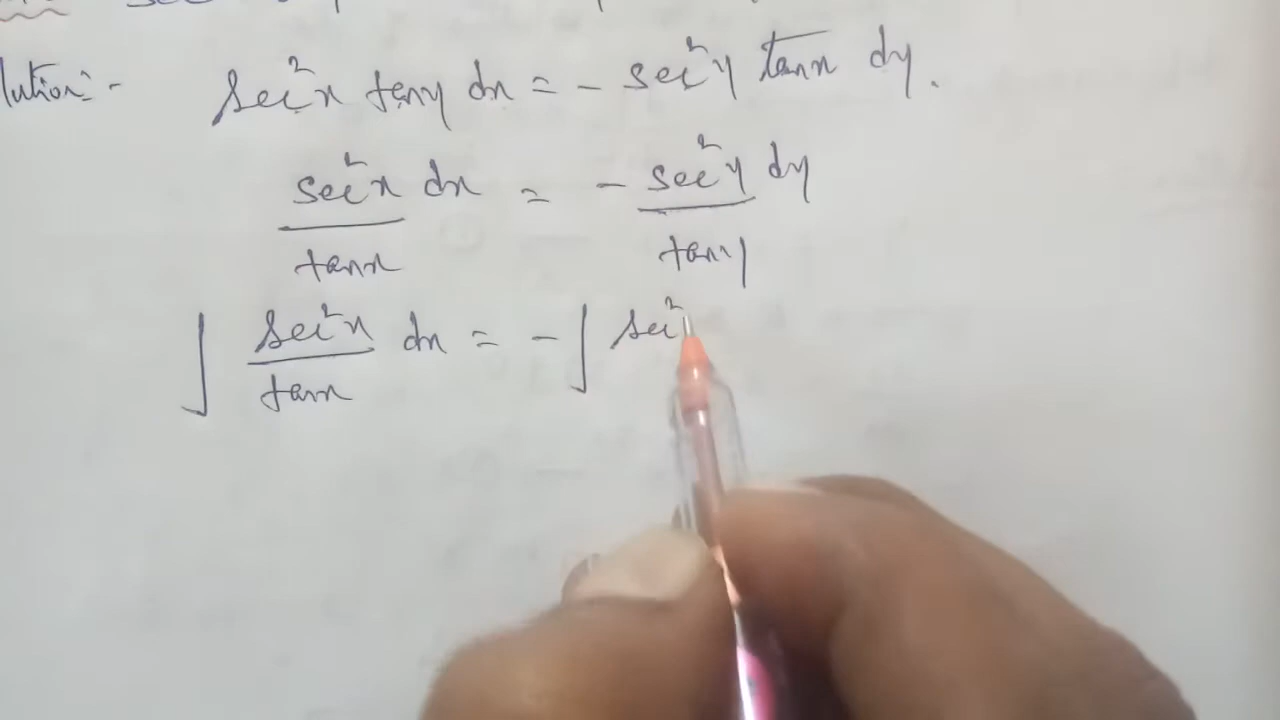 lution:-
sec²x tany dx = - sec²y tanx dy.
sec²x/tanx dx = - sec²y/tany dy
∫ sec²x/tanx dx = - ∫ sec²